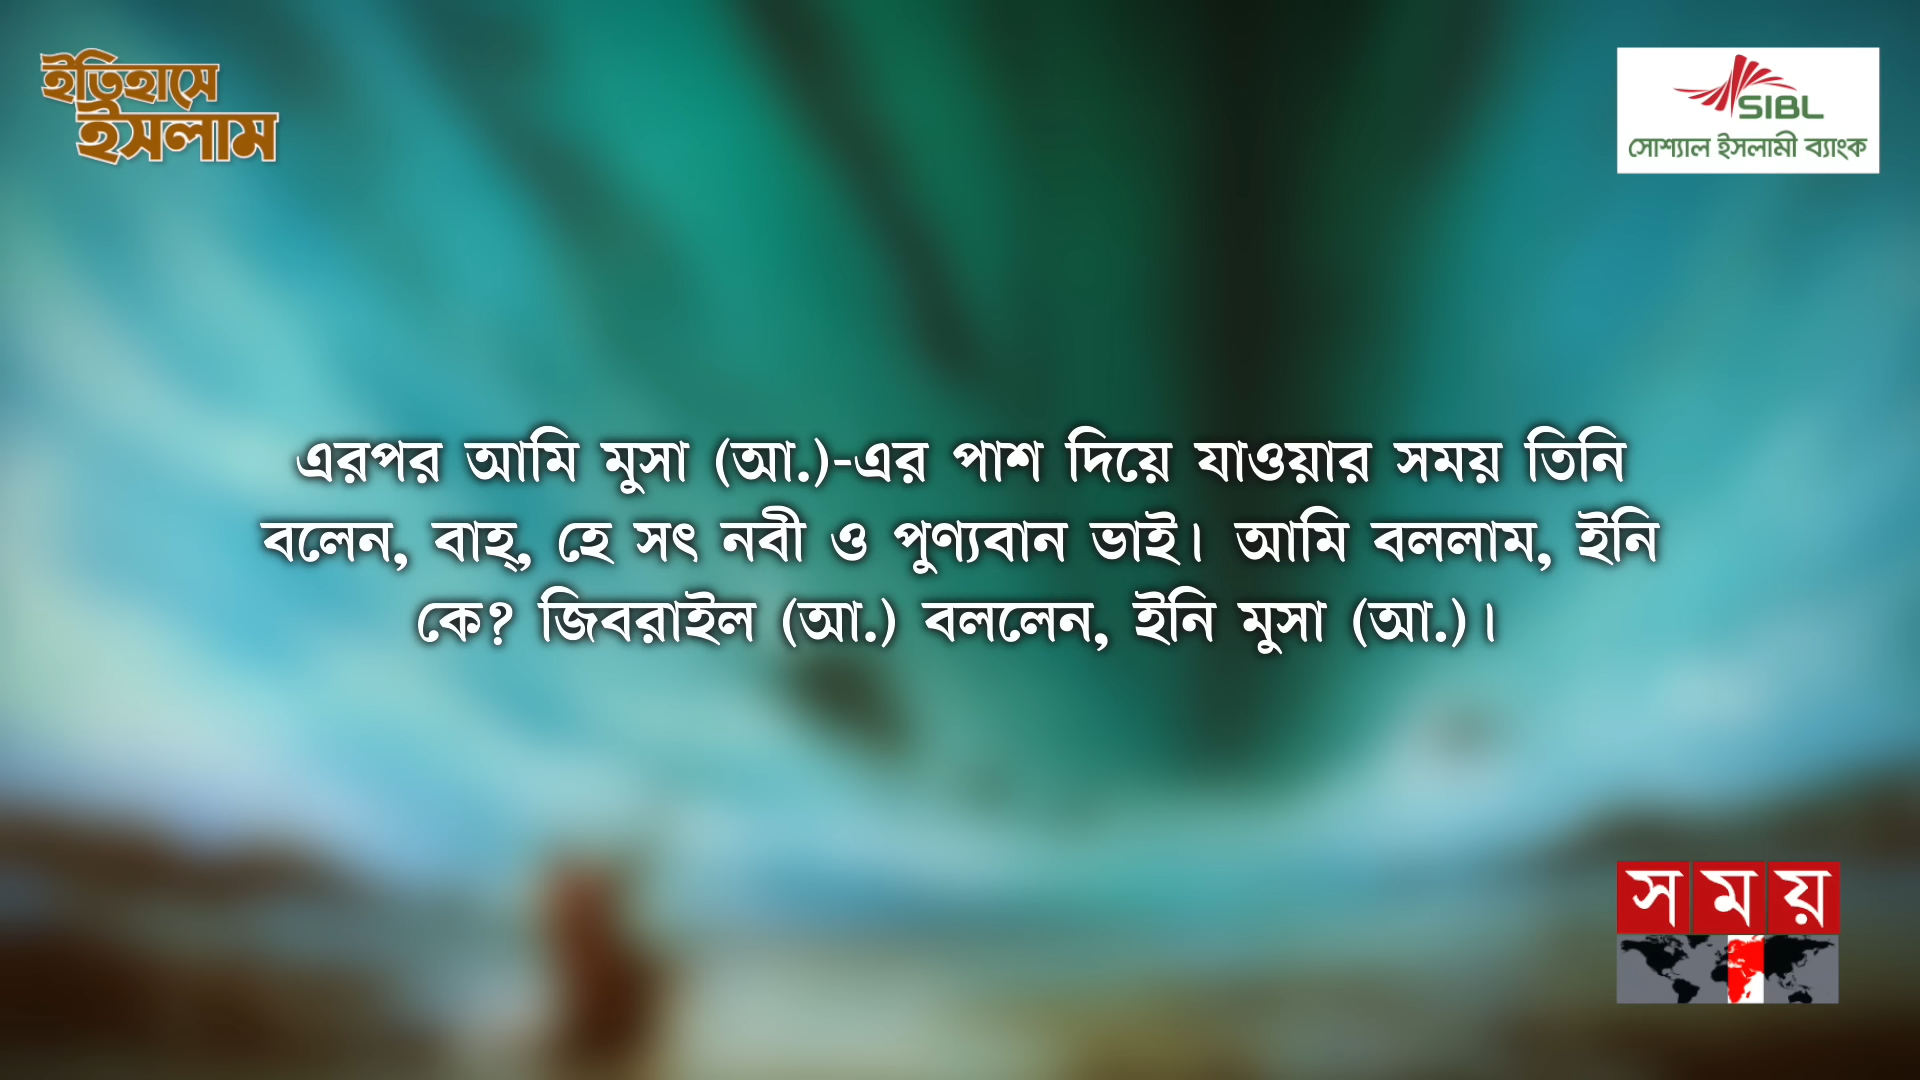 ইতিহাসে
ইসলাম
SIBL
সোশ্যাল ইসলামী ব্যাংক
এরপর আমি মুসা (আ.)-এর পাশ দিয়ে যাওয়ার সময় তিনি
বলেন, বাহ্, হে সৎ নবী ও পুণ্যবান ভাই। আমি বললাম, ইনি
কে? জিবরাইল (আ.) বললেন, ইনি মুসা (আ.)।
সময়